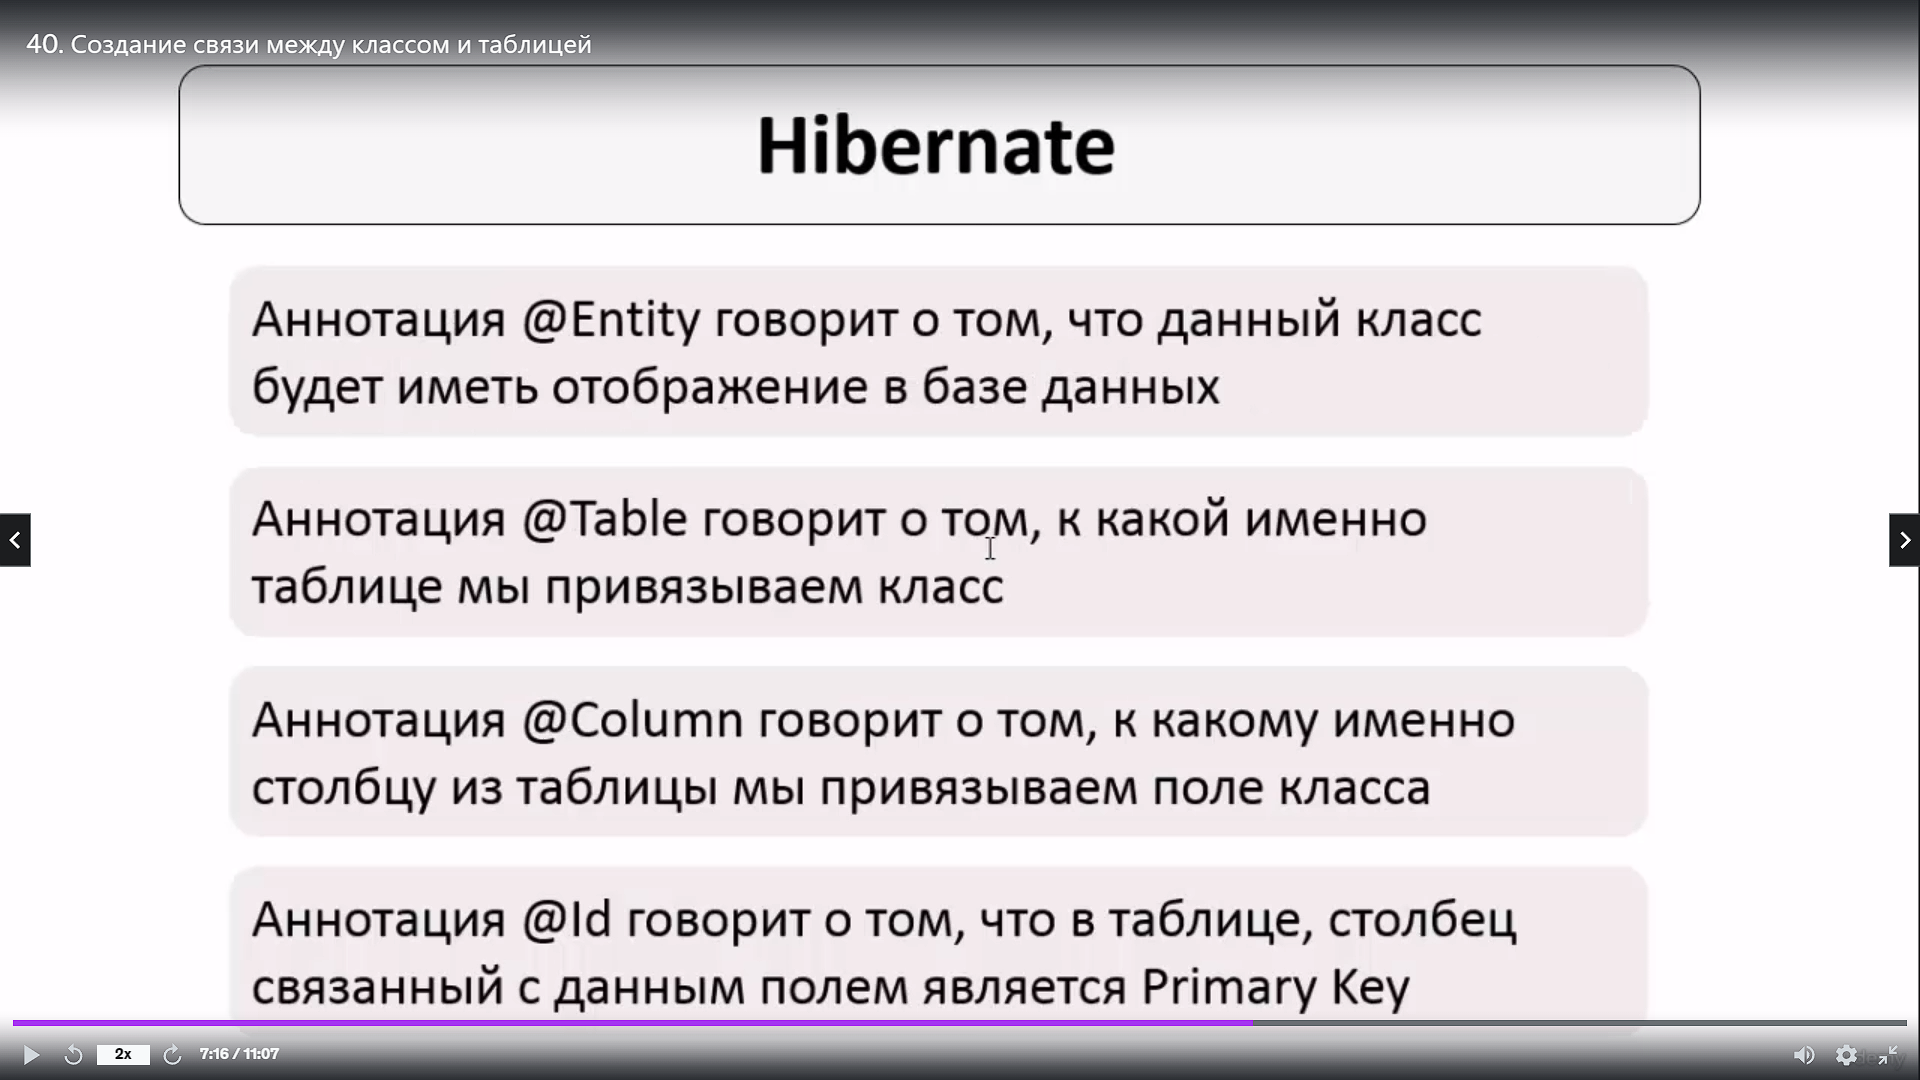 40. Создание связи между классом и таблицей
Hibernate
Аннотация @Entity говорит о том, что данный класс
будет иметь отображение в базе данных
Аннотация @Table говорит о том, к какой именно
таблице мы привязываем класс
Аннотация @Column говорит о том, к какому именно
столбцу из таблицы мы привязываем поле класса
Аннотация @Id говорит о том, что в таблице, столбец
связанный с данным полем является Primary Key
2x
7:16 / 11:07